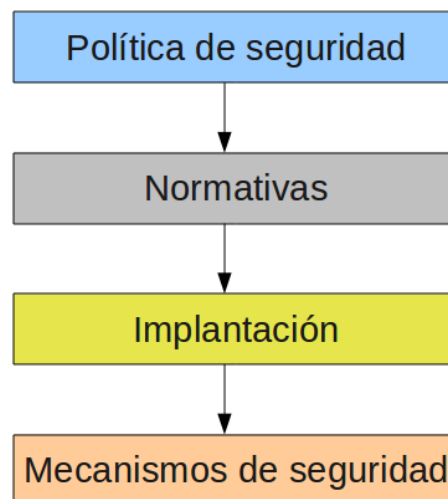 Política de seguridad
Normativas
Implantación
Mecanismos de seguridad